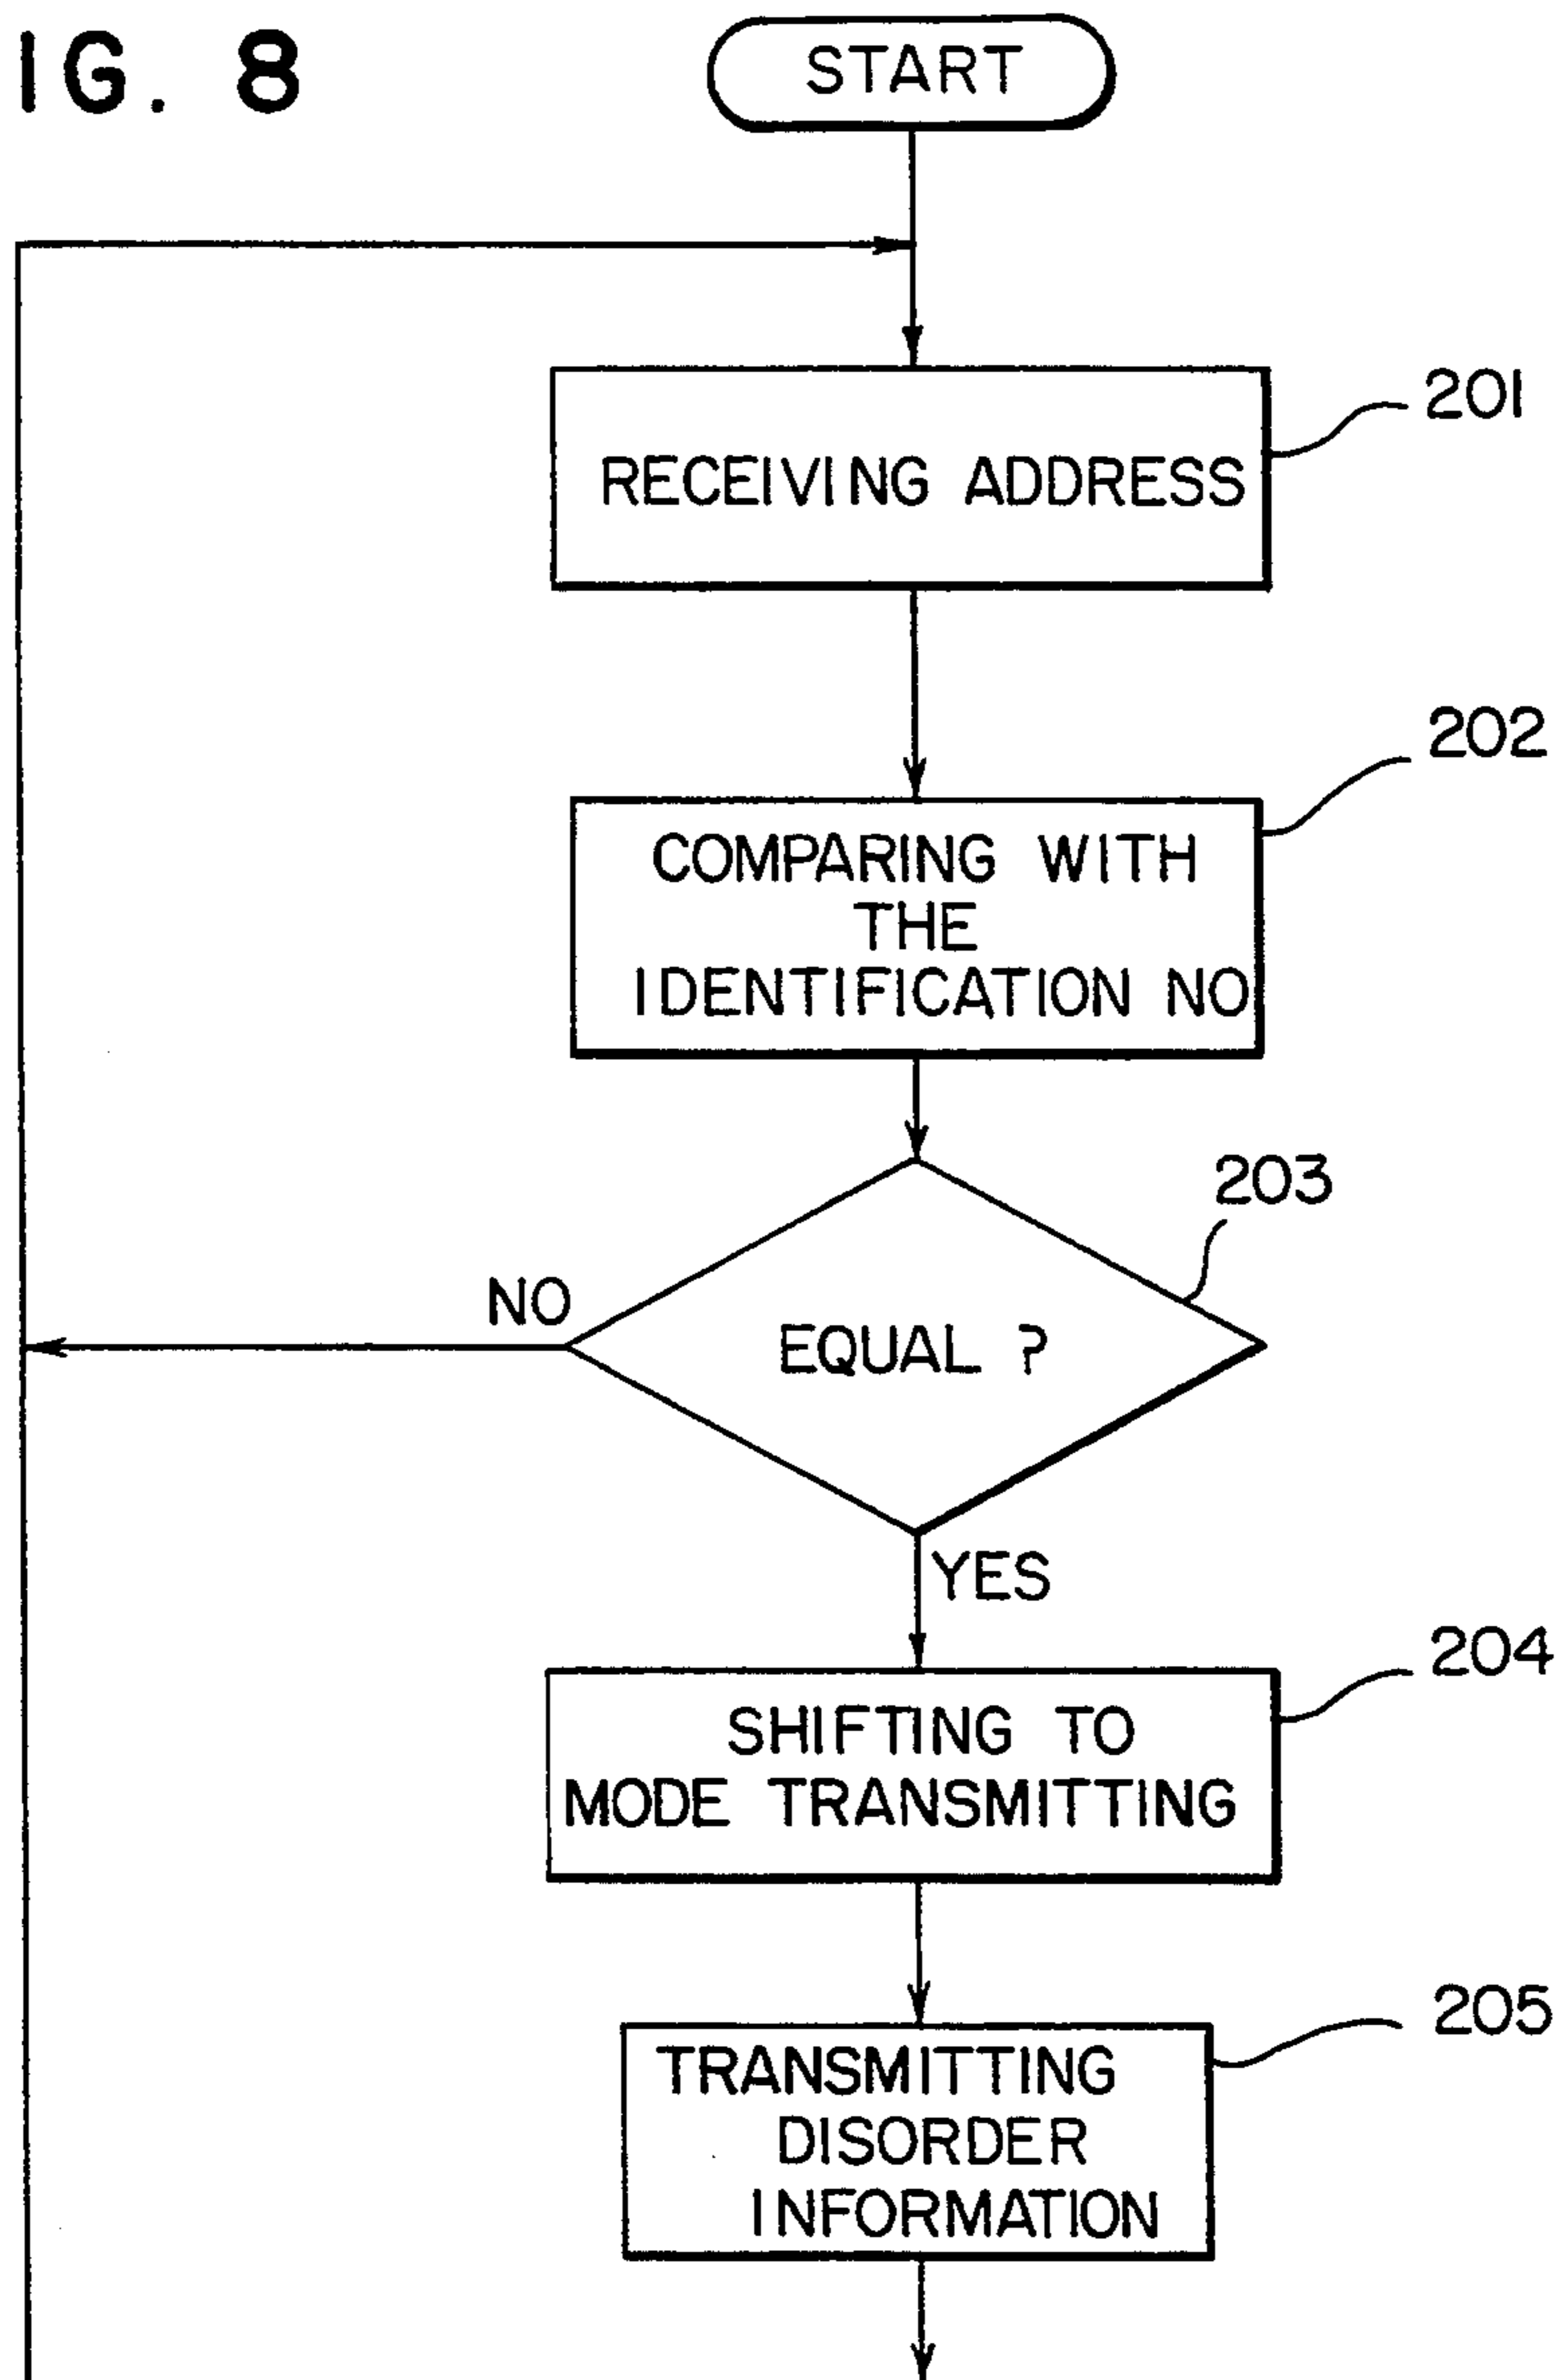 IG. 8
START
RECEIVING ADDRESS
201
COMPARING WITH
THE
IDENTIFICATION NO
202
203
EQUAL ?
NO
YES
SHIFTING TO
MODE TRANSMITTING
204
TRANSMITTING
DISORDER
INFORMATION
205